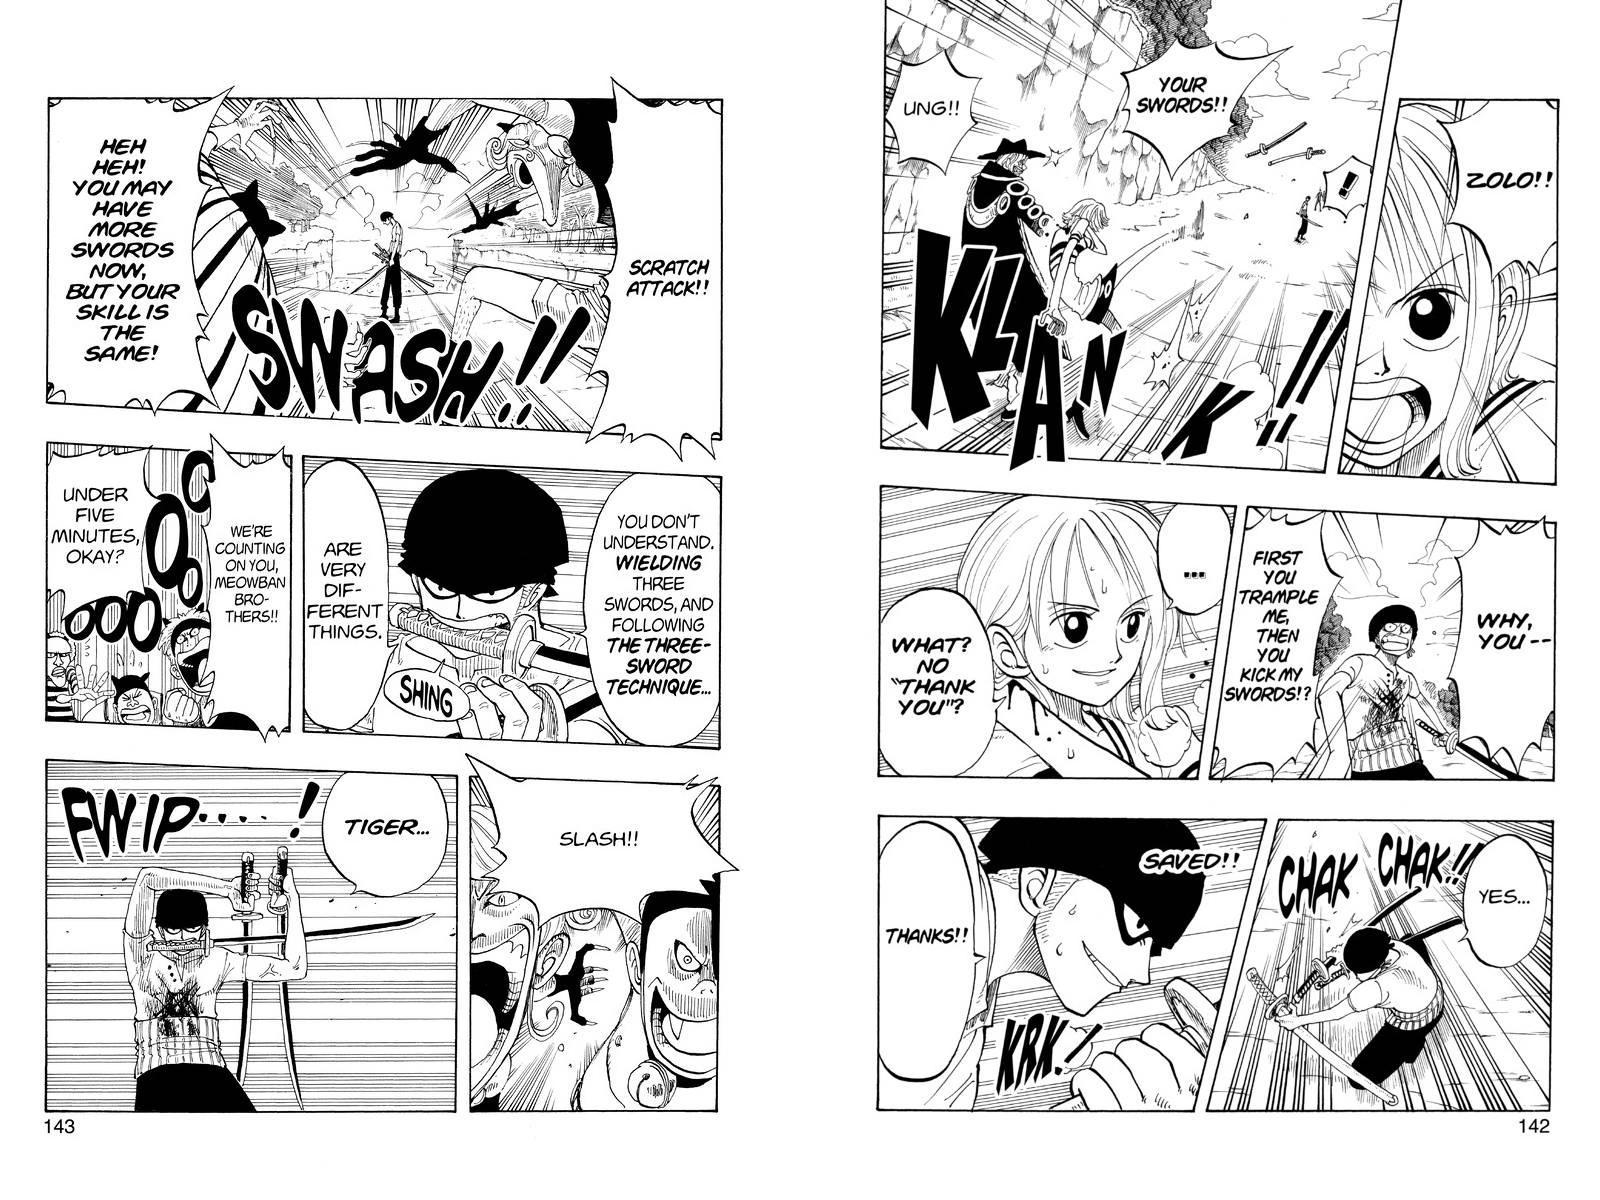 ZOLO!!
YOUR
SWORDS!!
!
UNG!!
KLANK!!
WHY,
YOU --
FIRST
YOU
TRAMPLE
ME,
THEN
YOU
KICK MY
SWORDS!?
...
WHAT?
NO
"THANK
YOU"?
YES...
CHAK CHAK!!
SAVED!!
KRK!
THANKS!!
142
SCRATCH
ATTACK!!
SWASH!!
HEH
HEH!
YOU MAY
HAVE
MORE
SWORDS
NOW,
BUT YOUR
SKILL IS
THE
SAME!
YOU DON'T
UNDERSTAND.
WIELDING
THREE
SWORDS, AND
FOLLOWING
THE THREE-
SWORD
TECHNIQUE...
SHING
ARE
VERY
DIF-
FERENT
THINGS.
WE'RE
COUNTING
ON YOU,
MEOWBAN
BRO-
THERS!!
OOOOOOC
UNDER
FIVE
MINUTES,
OKAY?
SLASH!!
TIGER...
FWIP....!
143